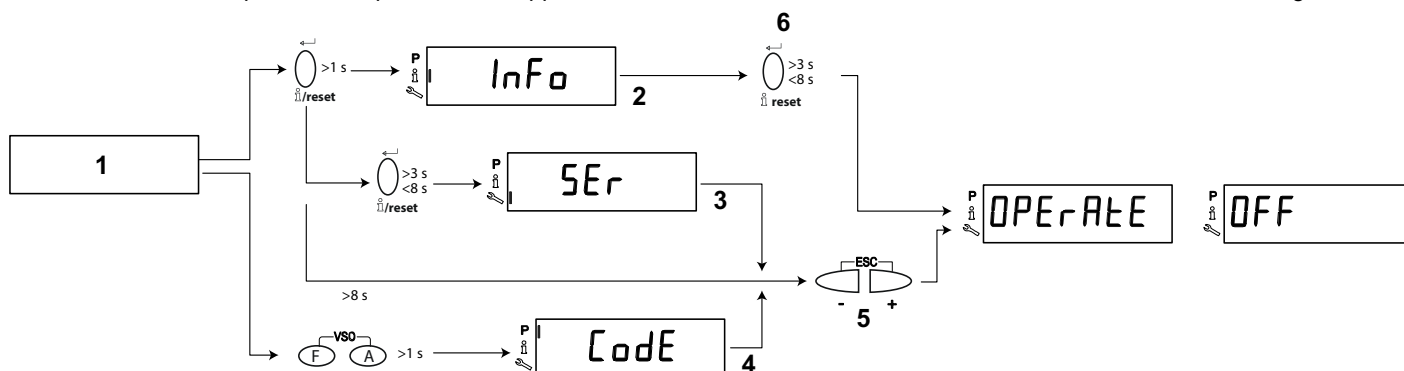 6
>1 s
i/reset
P
i
InFo
2
>3 s
<8 s
i reset
1
>3 s
<8 s
i/reset
P
i
SEr
3
P
i
OPErAtE
P
i
OFF
>8 s
ESC
- +
5
VSO
F A
>1 s
P
i
CodE
4